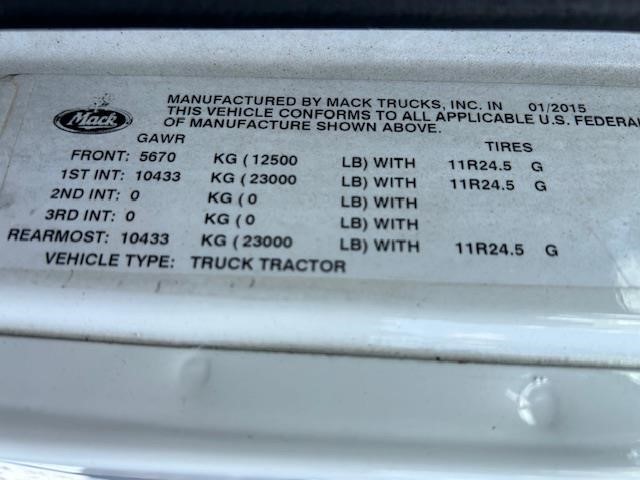 Mack
MANUFACTURED BY MACK TRUCKS, INC. IN 01/2015
THIS VEHICLE CONFORMS TO ALL APPLICABLE U.S. FEDERAL
OF MANUFACTURE SHOWN ABOVE.
GAWR TIRES
FRONT: 5670 KG ( 12500 LB) WITH 11R24.5 G
1ST INT: 10433 KG ( 23000 LB) WITH 11R24.5 G
2ND INT: 0 KG ( 0 LB) WITH
3RD INT: 0 KG ( 0 LB) WITH
REARMOST: 10433 KG ( 23000 LB) WITH 11R24.5 G
VEHICLE TYPE: TRUCK TRACTOR